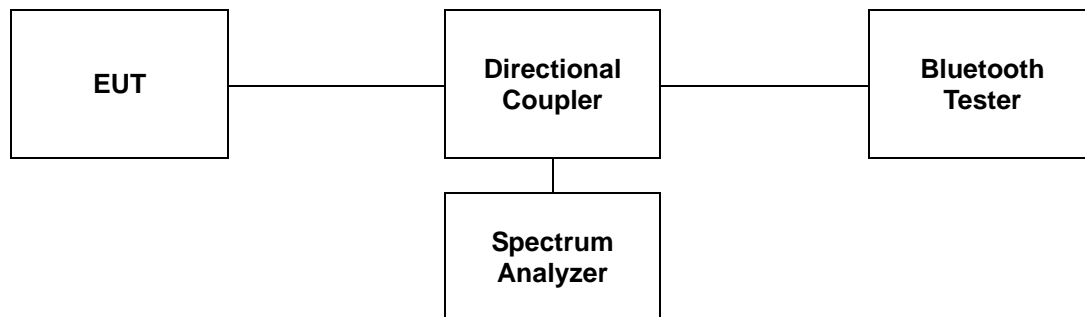 EUT
Directional
Coupler
Bluetooth
Tester
Spectrum
Analyzer